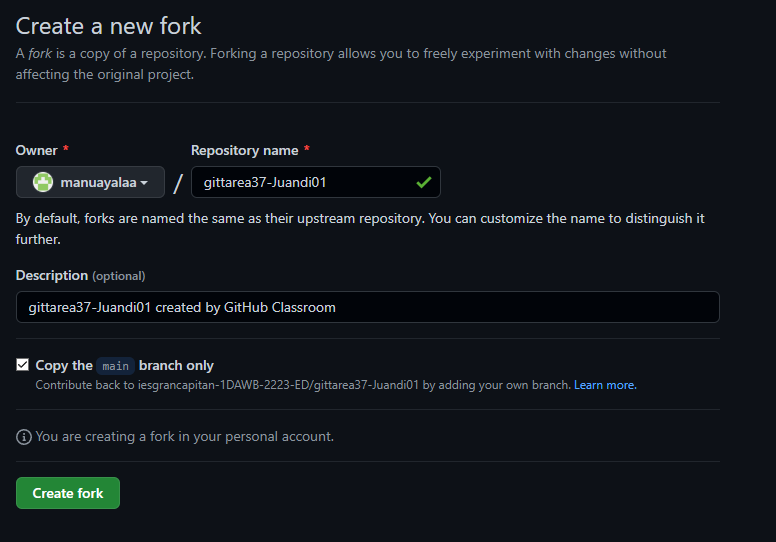 Create a new fork
A fork is a copy of a repository. Forking a repository allows you to freely experiment with changes without
affecting the original project.
Owner * Repository name *
manuayalaa / gittarea37-Juandi01
By default, forks are named the same as their upstream repository. You can customize the name to distinguish it
further.
Description (optional)
gittarea37-Juandi01 created by GitHub Classroom
Copy the main branch only
Contribute back to iesgrancapitan-1DAWB-2223-ED/gittarea37-Juandi01 by adding your own branch. Learn more.
You are creating a fork in your personal account.
Create fork